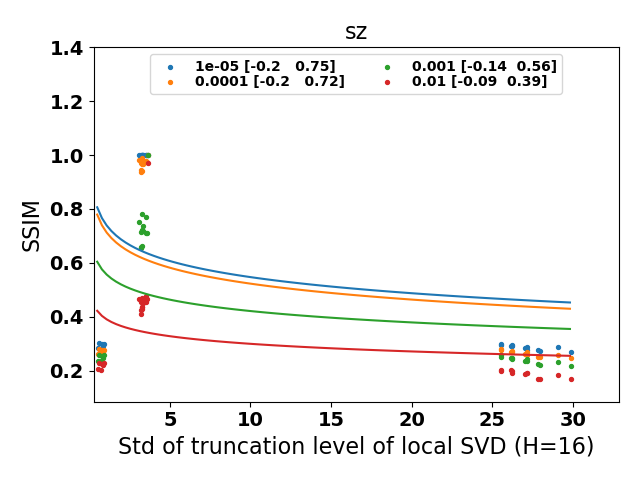 sz
1e-05 [-0.2   0.75]
0.0001 [-0.2   0.72]
0.001 [-0.14  0.56]
0.01 [-0.09  0.39]
SSIM
1.4
1.2
1.0
0.8
0.6
0.4
0.2
5 10 15 20 25 30
Std of truncation level of local SVD (H=16)